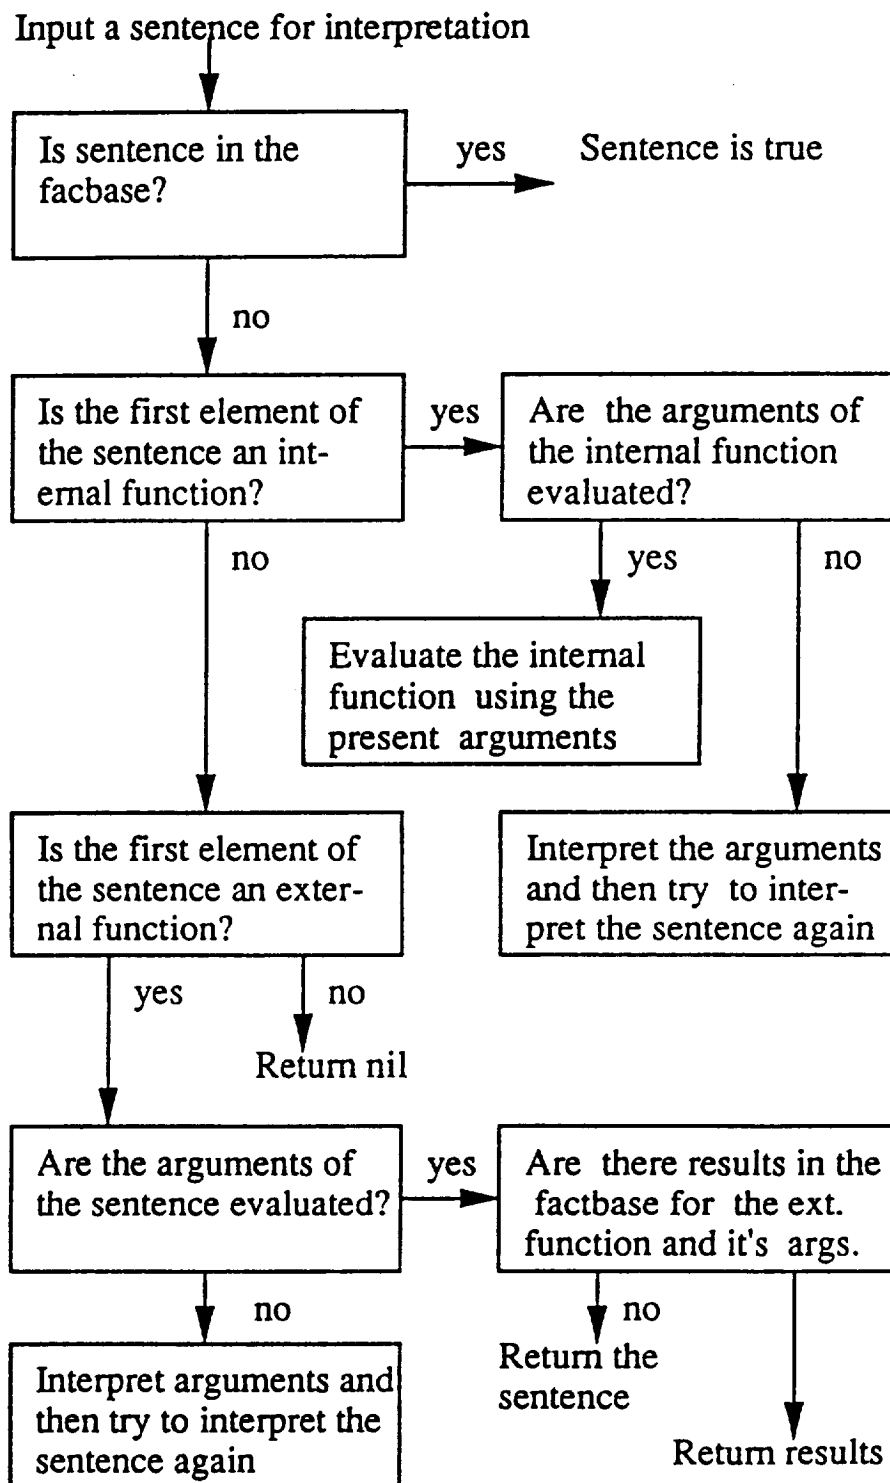 Input a sentence for interpretation
Is sentence in the
facbase?
yes
Sentence is true
no
Is the first element of
the sentence an int-
ernal function?
yes
Are the arguments of
the internal function
evaluated?
no
yes
no
Evaluate the internal
function using the
present arguments
Is the first element of
the sentence an exter-
nal function?
Interpret the arguments
and then try to inter-
pret the sentence again
yes
no
Return nil
Are the arguments of
the sentence evaluated?
yes
Are there results in the
factbase for the ext.
function and it's args.
no
no
Return the
sentence
Interpret arguments and
then try to interpret the
sentence again
Return results